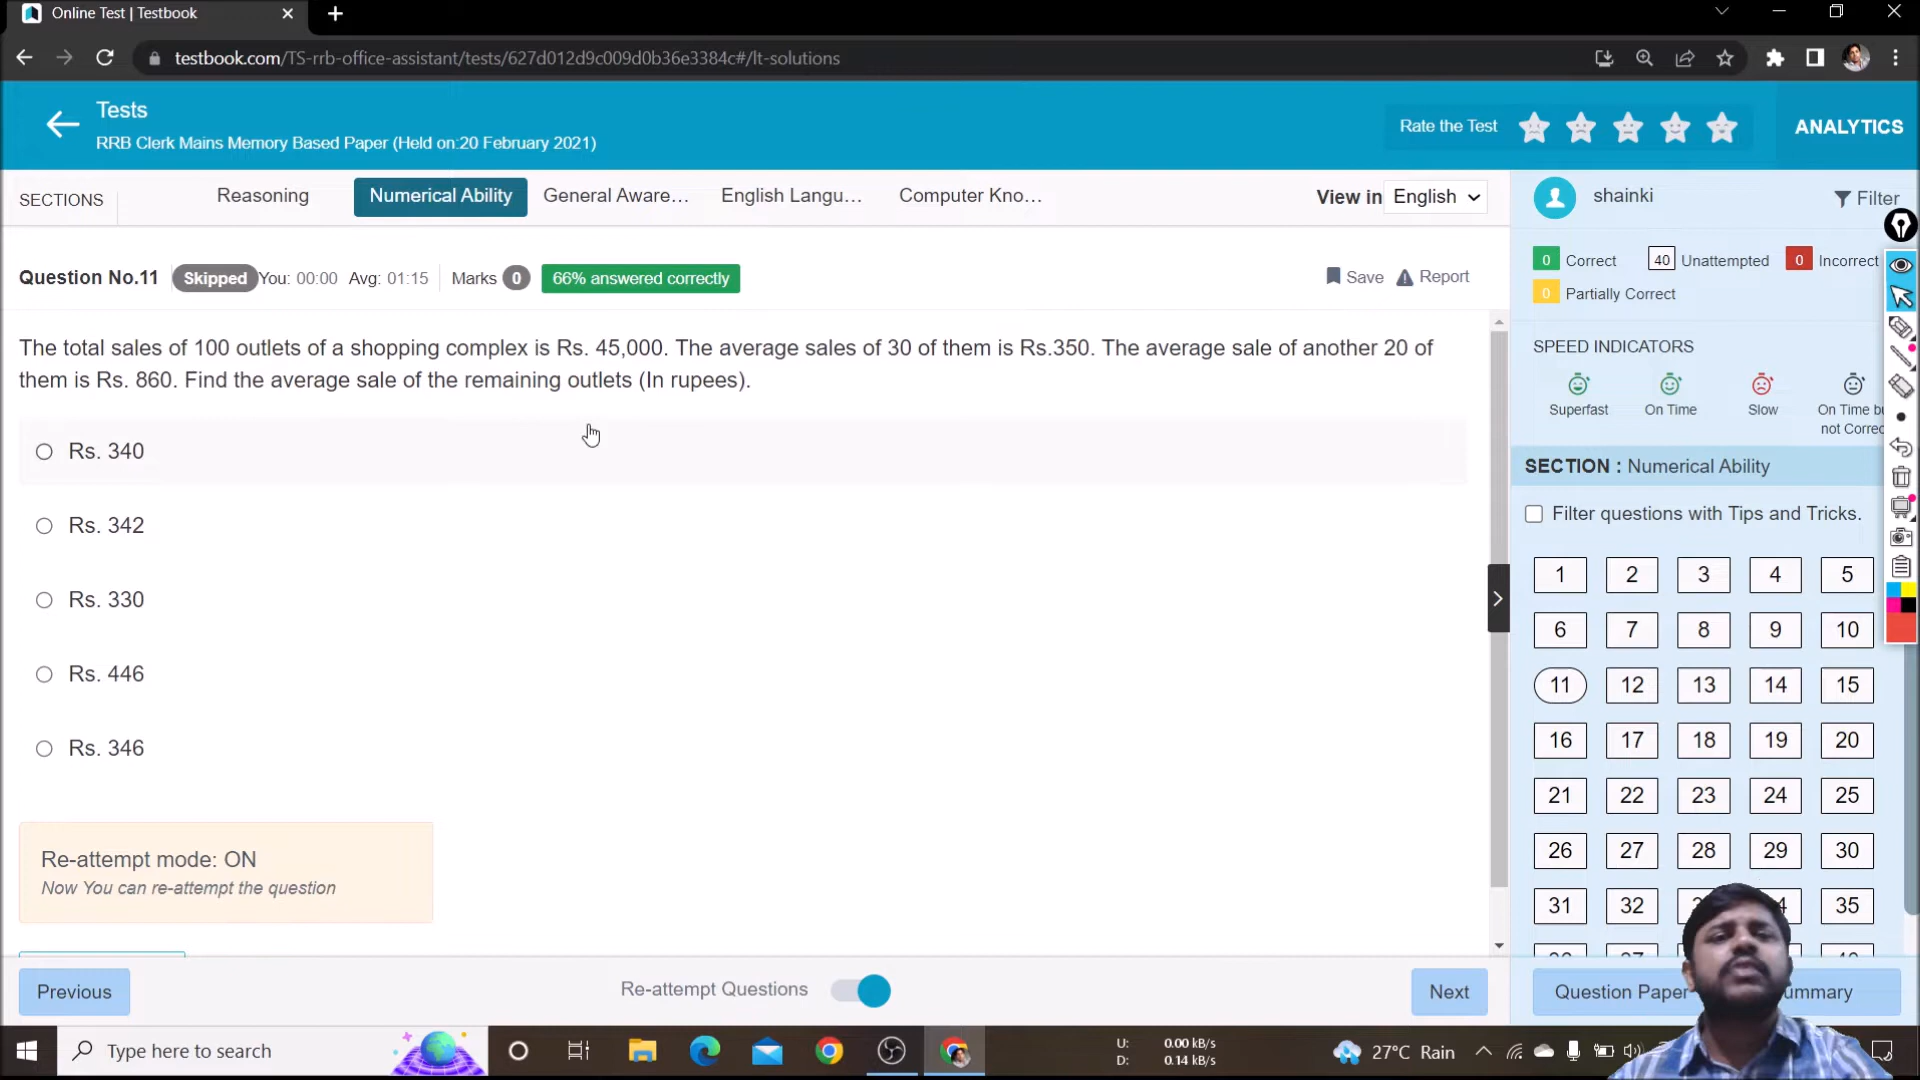 Online Test | Testbook
testbook.com/TS-rrb-office-assistant/tests/627d012d9c009d0b36e3384c#/lt-solutions
Tests
RRB Clerk Mains Memory Based Paper (Held on:20 February 2021)
Rate the Test
ANALYTICS
SECTIONS
Reasoning
Numerical Ability
General Aware...
English Langu...
Computer Kno...
View in English
shainki
Filter
Question No.11 Skipped You: 00:00 Avg: 01:15 Marks 0 66% answered correctly
Save Report
0 Correct 40 Unattempted 0 Incorrect
0 Partially Correct
The total sales of 100 outlets of a shopping complex is Rs. 45,000. The average sales of 30 of them is Rs.350. The average sale of another 20 of
them is Rs. 860. Find the average sale of the remaining outlets (In rupees).
Rs. 340
Rs. 342
Rs. 330
Rs. 446
Rs. 346
SPEED INDICATORS
Superfast On Time Slow On Time
not
SECTION : Numerical Ability
Filter questions with Tips and Tricks.
1 2 3 4 5
6 7 8 9 10
11 12 13 14 15
16 17 18 19 20
21 22 23 24 25
26 27 28 29 30
31 32 35
Re-attempt mode: ON
Now You can re-attempt the question
Previous
Re-attempt Questions
Next
Question Paper
Type here to search
U: 0.00 kB/s
D: 0.14 kB/s
27°C Rain